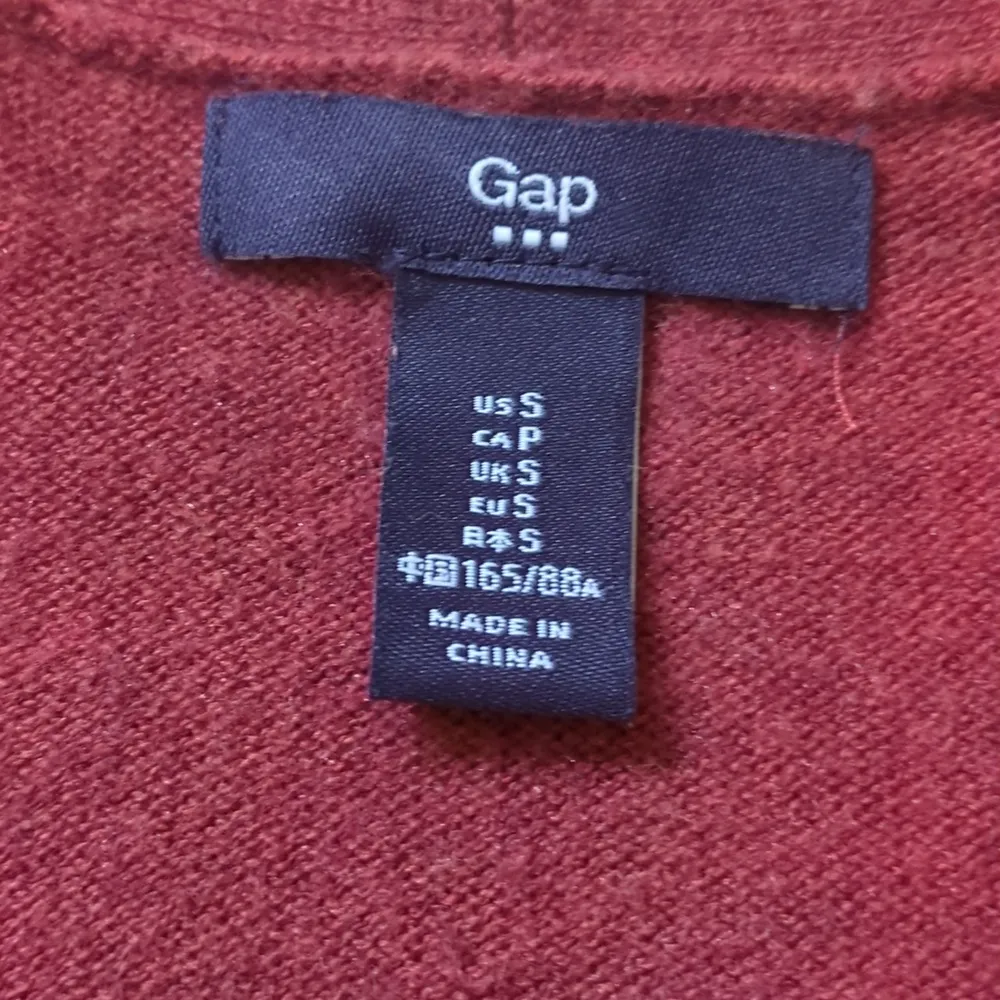 Gap
US S
CA P
UK S
EU S
日本 S
中国 165/88A
MADE IN
CHINA